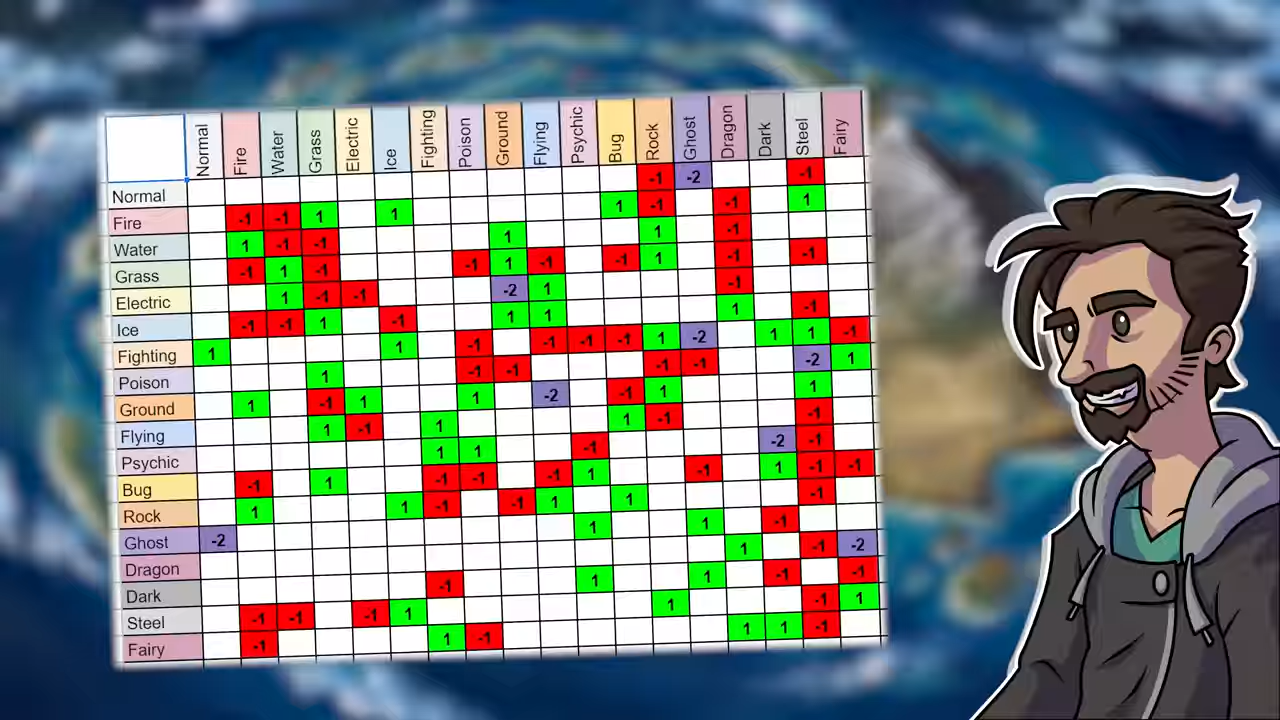 Normal Fire Water Grass Electric Ice Fighting Poison Ground Flying Psychic Bug Rock Ghost Dragon Dark Steel Fairy
Normal -1 -2 -1
Fire -1 -1 1 1 1 -1 -1 1
Water 1 -1 -1 1 1 -1
Grass -1 1 -1 -1 1 -1 -1 1 -1 -1
Electric 1 -1 -1 -2 1 -1
Ice -1 -1 1 -1 1 1 1 -1
Fighting 1 1 -1 -1 -1 -1 1 -2 1 1 -1
Poison 1 -1 -1 -1 -1 -2 1
Ground 1 -1 1 1 -2 -1 1 1
Flying 1 -1 1 1 -1 -1
Psychic 1 1 -1 -2 -1
Bug -1 1 -1 -1 -1 1 -1 1 -1 -1
Rock 1 1 -1 -1 1 1 -1
Ghost -2 1 1 -1
Dragon 1 -1 -2
Dark -1 1 1 -1 -1
Steel -1 -1 -1 1 1 -1 1
Fairy -1 1 -1 1 1 -1